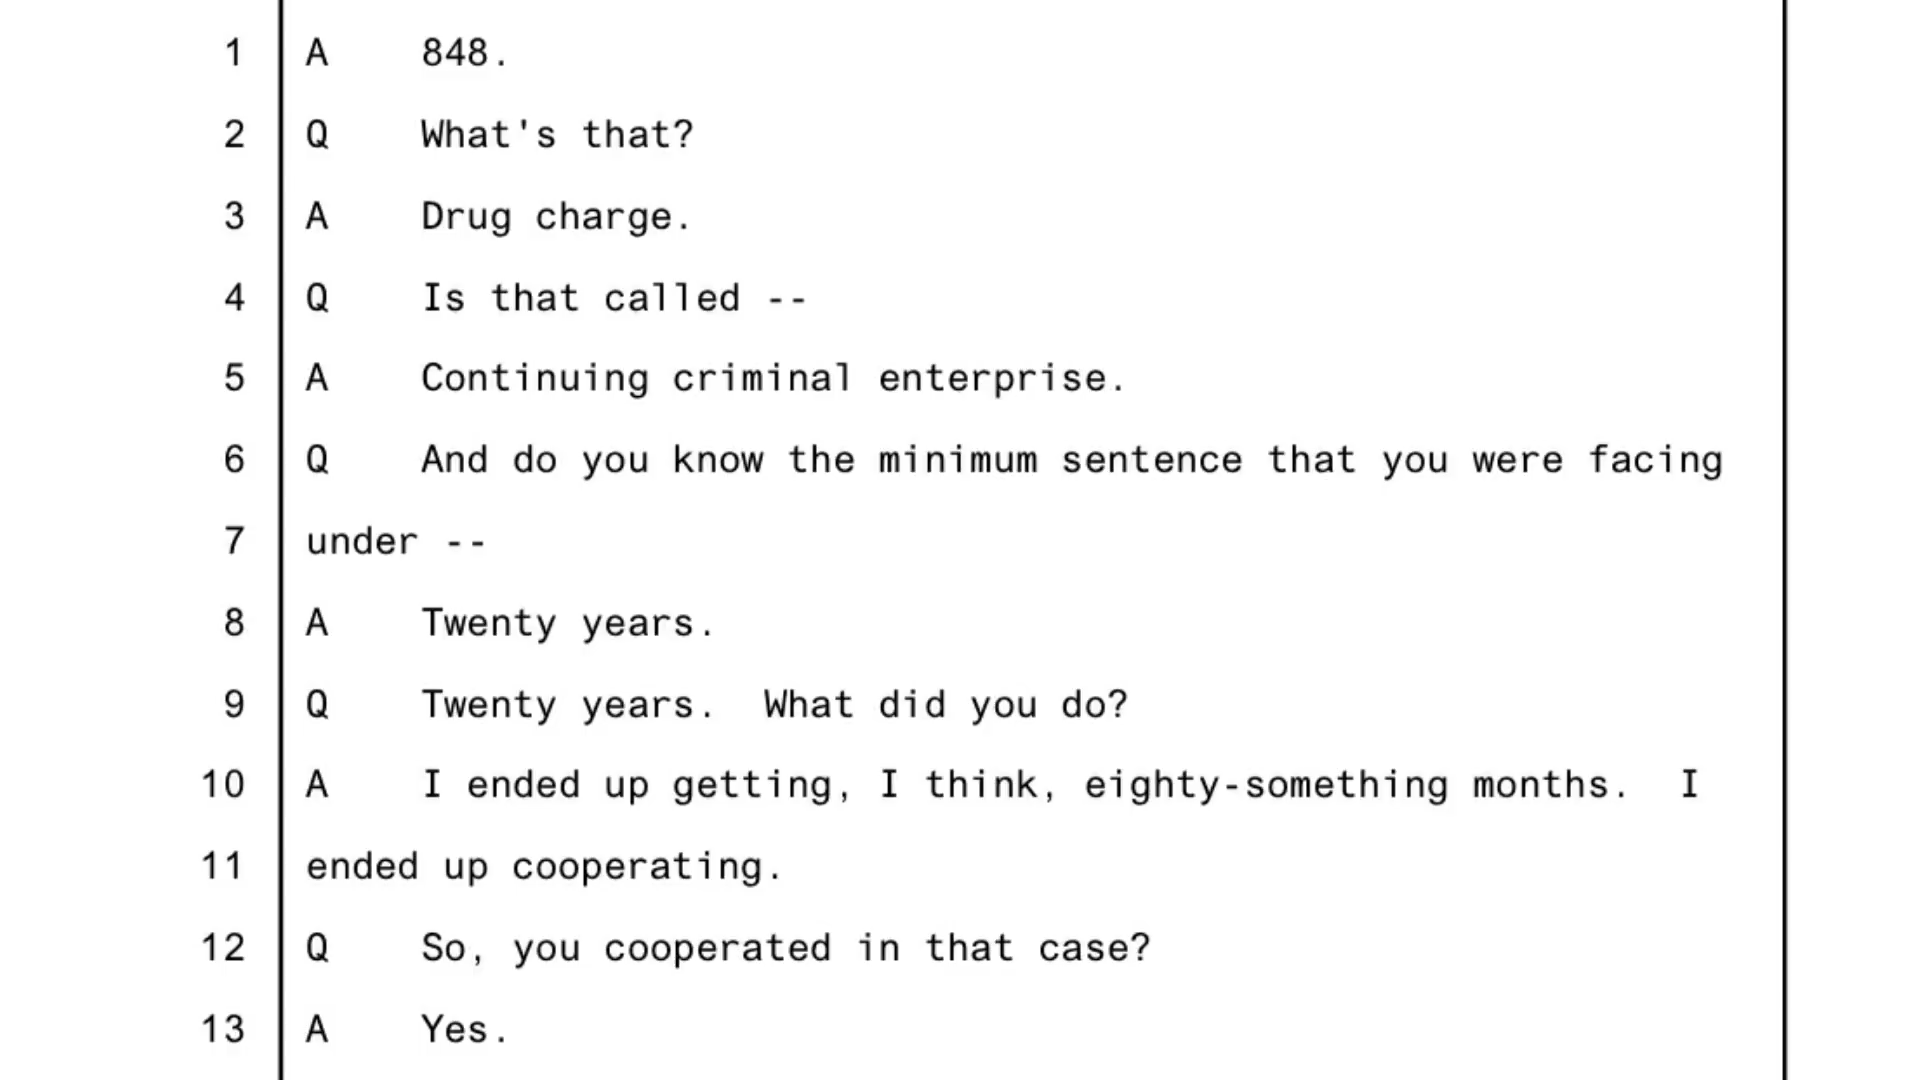 1 A 848.
2 Q What's that?
3 A Drug charge.
4 Q Is that called --
5 A Continuing criminal enterprise.
6 Q And do you know the minimum sentence that you were facing
7 under --
8 A Twenty years.
9 Q Twenty years. What did you do?
10 A I ended up getting, I think, eighty-something months. I
11 ended up cooperating.
12 Q So, you cooperated in that case?
13 A Yes.